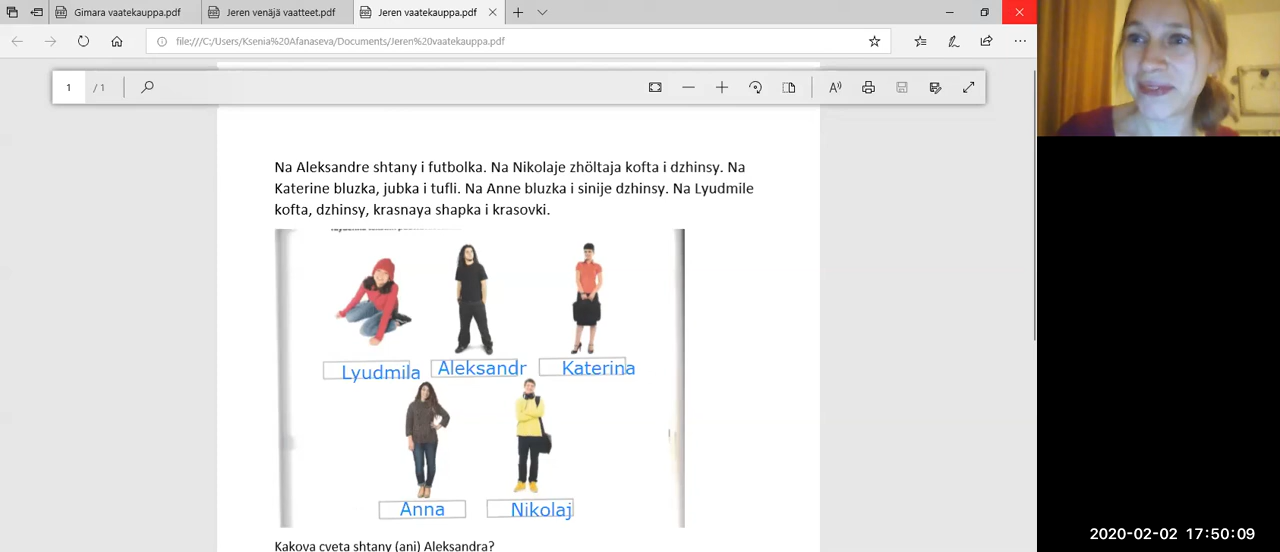 Gimara vaatekauppa.pdf
Jeren venäjä vaatteet.pdf
Jeren vaatekauppa.pdf
file:///C:/Users/Ksenia%20Afanaseva/Documents/Jeren%20vaatekauppa.pdf
1 / 1
Na Aleksandre shtany i futbolka. Na Nikolaje zhöltaja kofta i dzhinsy. Na
Katerine bluzka, jubka i tufli. Na Anne bluzka i sinije dzhinsy. Na Lyudmile
kofta, dzhinsy, krasnaya shapka i krasovki.
Lyudmila Aleksandr Katerina
Anna Nikolaj
Kakova cveta shtany (ani) Aleksandra?
2020-02-02 17:50:09